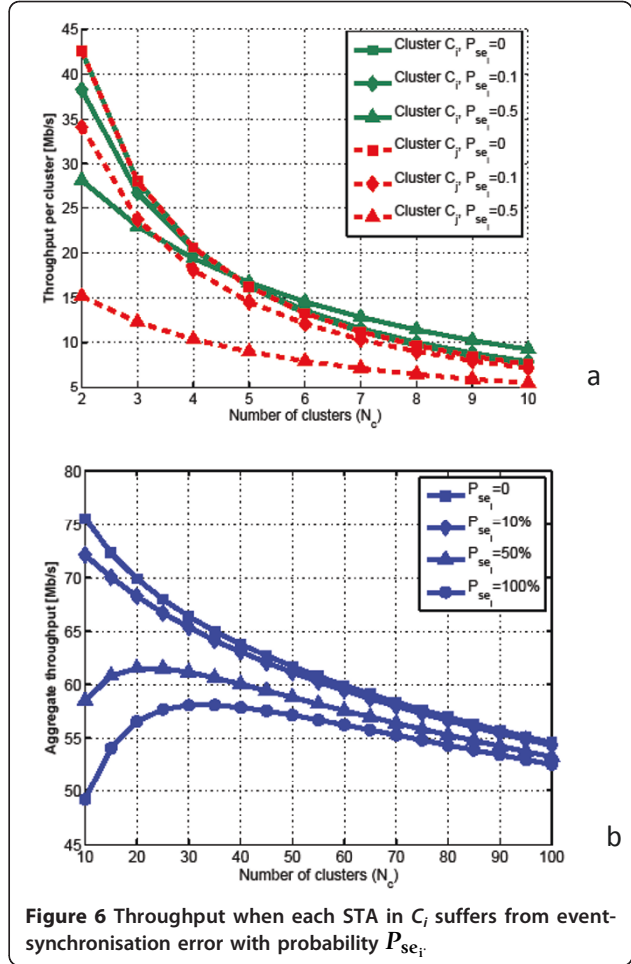 45
40
35
30
25
20
15
10
5
Throughput per cluster [Mb/s]
Cluster C_i, P_se_i=0
Cluster C_i, P_se_i=0.1
Cluster C_i, P_se_i=0.5
Cluster C_j, P_se_i=0
Cluster C_j, P_se_i=0.1
Cluster C_j, P_se_i=0.5
2 3 4 5 6 7 8 9 10
Number of clusters (N_c)
a
80
75
70
65
60
55
50
45
Aggregate throughput [Mb/s]
P_se_i=0
P_se_i=10%
P_se_i=50%
P_se_i=100%
10 20 30 40 50 60 70 80 90 100
Number of clusters (N_c)
b
Figure 6 Throughput when each STA in C_i suffers from event-
synchronisation error with probability P_se_i.